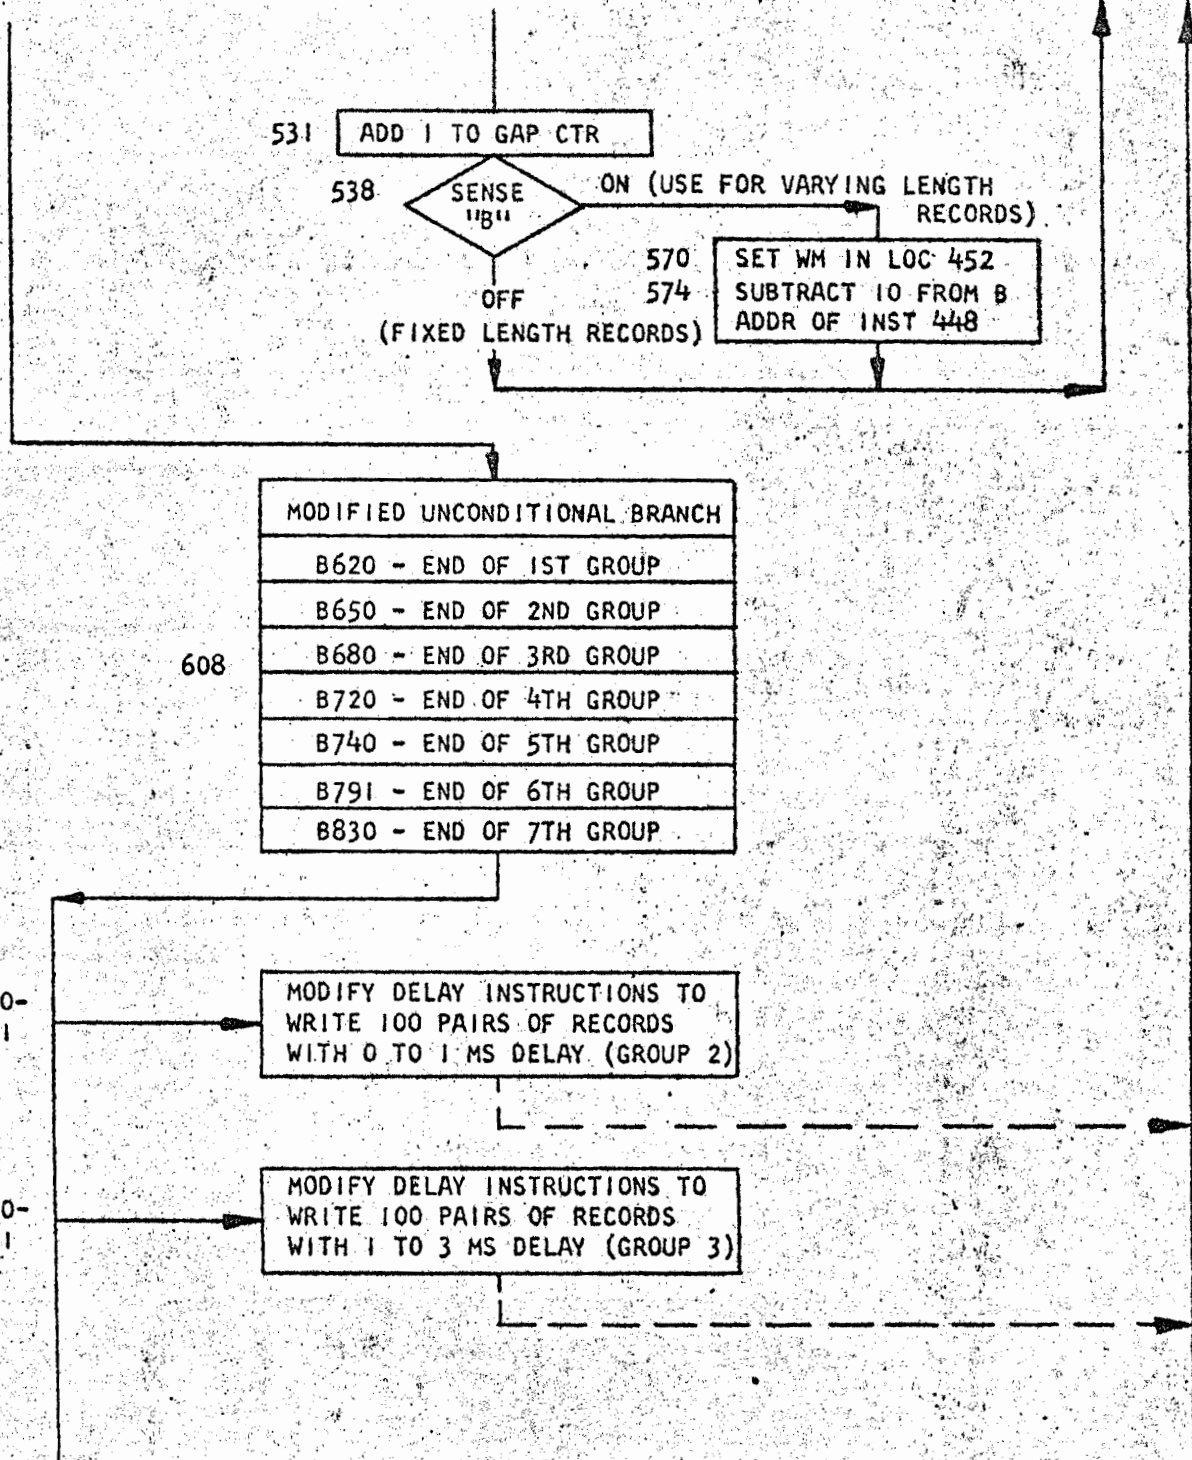 531 ADD 1 TO GAP CTR
538 SENSE "B"
ON (USE FOR VARYING LENGTH
RECORDS)
570 SET WM IN LOC 452
574 SUBTRACT 10 FROM B
ADDR OF INST 448
OFF
(FIXED LENGTH RECORDS)
MODIFIED UNCONDITIONAL BRANCH
B620 - END OF 1ST GROUP
B650 - END OF 2ND GROUP
608
B680 - END OF 3RD GROUP
B720 - END OF 4TH GROUP
B740 - END OF 5TH GROUP
B791 - END OF 6TH GROUP
B830 - END OF 7TH GROUP
0-
1
MODIFY DELAY INSTRUCTIONS TO
WRITE 100 PAIRS OF RECORDS
WITH 0 TO 1 MS DELAY (GROUP 2)
0-
1
MODIFY DELAY INSTRUCTIONS TO
WRITE 100 PAIRS OF RECORDS
WITH 1 TO 3 MS DELAY (GROUP 3)